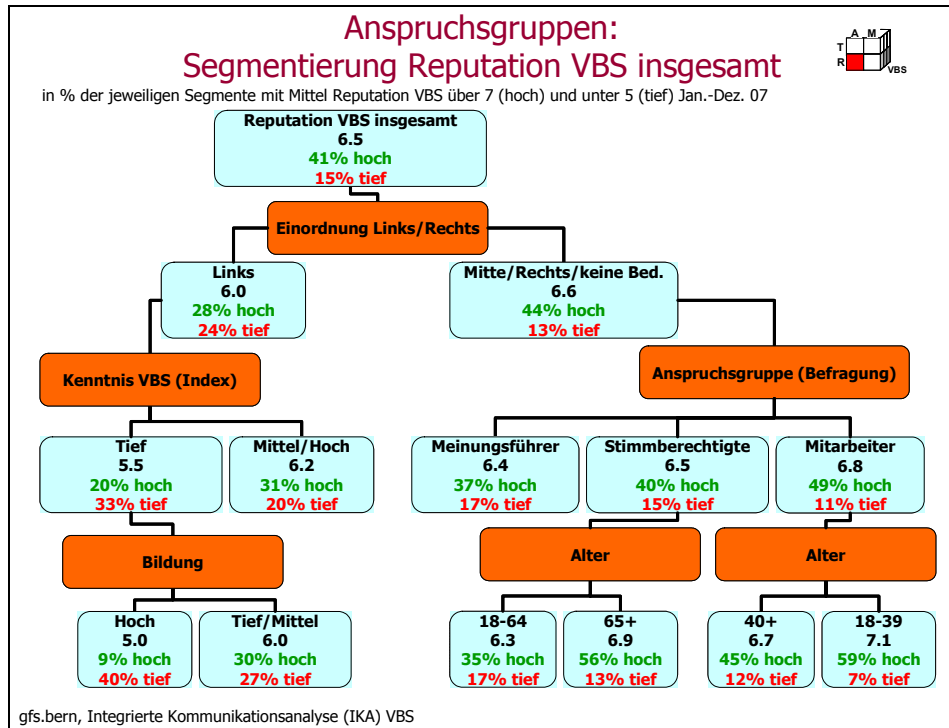 Anspruchsgruppen:
Segmentierung Reputation VBS insgesamt
A M
T
R
VBS
in % der jeweiligen Segmente mit Mittel Reputation VBS über 7 (hoch) und unter 5 (tief) Jan.-Dez. 07
Reputation VBS insgesamt
6.5
41% hoch
15% tief
Einordnung Links/Rechts
Links
6.0
28% hoch
24% tief
Mitte/Rechts/keine Bed.
6.6
44% hoch
13% tief
Kenntnis VBS (Index)
Anspruchsgruppe (Befragung)
Tief
5.5
20% hoch
33% tief
Mittel/Hoch
6.2
31% hoch
20% tief
Meinungsführer
6.4
37% hoch
17% tief
Stimmberechtigte
6.5
40% hoch
15% tief
Mitarbeiter
6.8
49% hoch
11% tief
Bildung
Alter
Alter
Hoch
5.0
9% hoch
40% tief
Tief/Mittel
6.0
30% hoch
27% tief
18-64
6.3
35% hoch
17% tief
65+
6.9
56% hoch
13% tief
40+
6.7
45% hoch
12% tief
18-39
7.1
59% hoch
7% tief
gfs.bern, Integrierte Kommunikationsanalyse (IKA) VBS